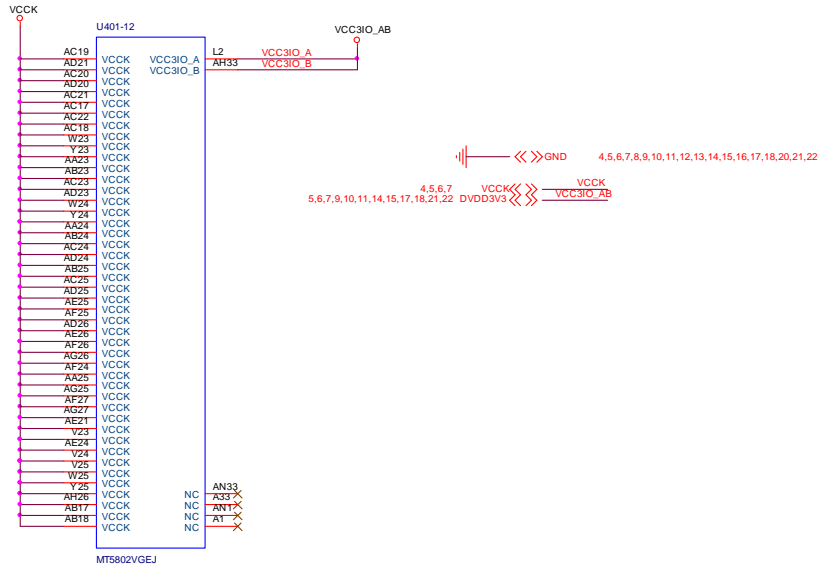 VCCK
U401-12
VCC3IO_AB
AC19 VCCK VCC3IO_A L2 VCC3IO_A
AD21 VCCK VCC3IO_B AH33 VCC3IO_B
AC20 VCCK
AD20 VCCK
AC21 VCCK
AC17 VCCK
AC22 VCCK
AC18 VCCK
W23 VCCK
Y23 VCCK
AA23 VCCK
AB23 VCCK
AC23 VCCK
AD23 VCCK
W24 VCCK
Y24 VCCK
AA24 VCCK
AB24 VCCK
AC24 VCCK
AD24 VCCK
AB25 VCCK
AC25 VCCK
AD25 VCCK
AE25 VCCK
AF25 VCCK
AD26 VCCK
AE26 VCCK
AF26 VCCK
AG26 VCCK
AF24 VCCK
AA25 VCCK
AG25 VCCK
AF27 VCCK
AG27 VCCK
AE21 VCCK
V23 VCCK
AE24 VCCK
V24 VCCK
V25 VCCK
W25 VCCK
Y25 VCCK NC AN33
AH26 VCCK NC A33
AB17 VCCK NC AN1
AB18 VCCK NC A1
MT5802VGEJ
GND 4,5,6,7,8,9,10,11,12,13,14,15,16,17,18,20,21,22
4,5,6,7 VCCK VCCK
5,6,7,9,10,11,14,15,17,18,21,22 DVDD3V3 VCC3IO_AB